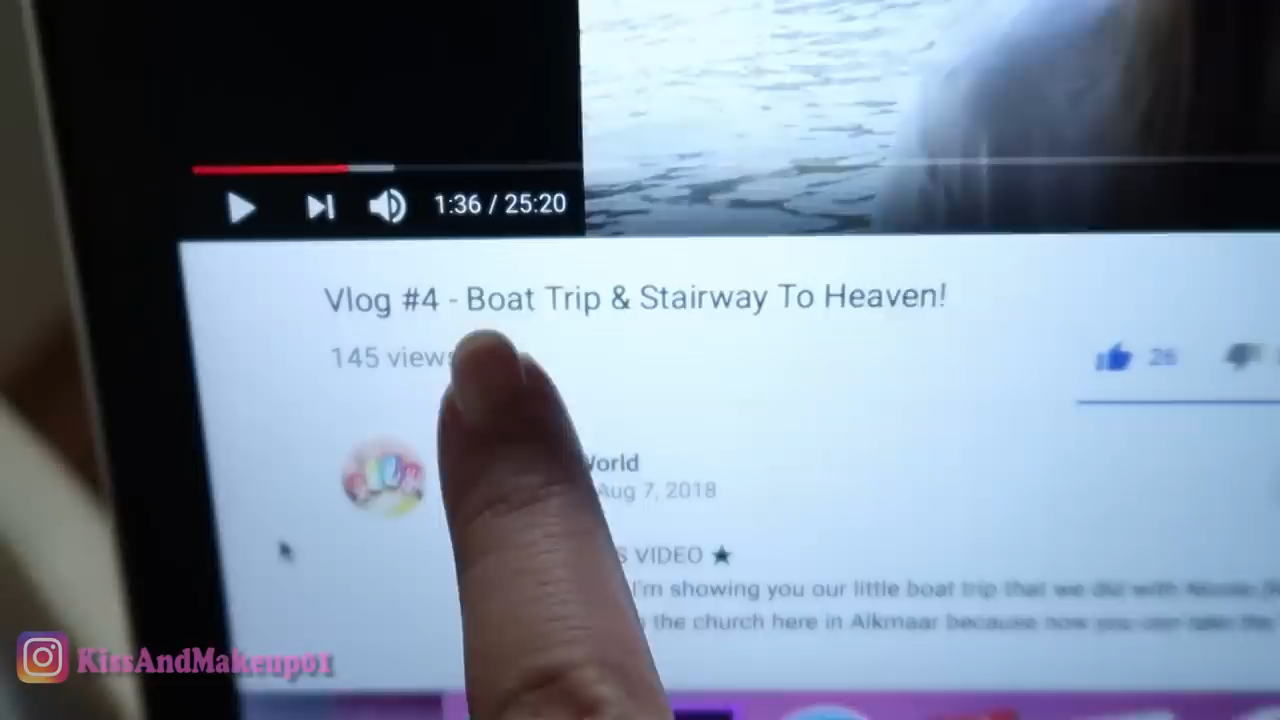 1:36 / 25:20
Vlog #4 - Boat Trip & Stairway To Heaven!
145 views
26
World
Aug 7, 2018
S VIDEO ★
I'm showing you our little boat trip that we did with
the church here in Alkmaar because now you can take the
KissAndMakeup01